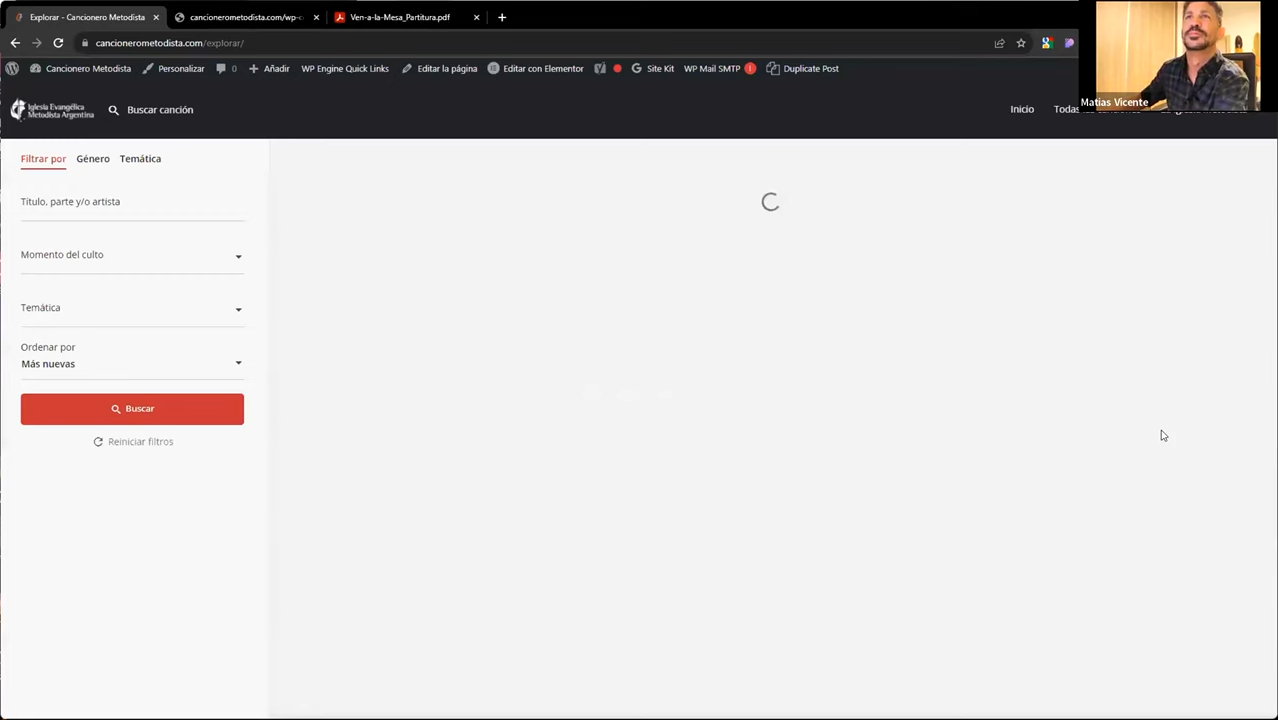 Explorar - Cancionero Metodista
cancionerometodista.com/wp-c
Ven-a-la-Mesa_Partitura.pdf
cancionerometodista.com/explorar/
Cancionero Metodista
Personalizar
0
Añadir
WP Engine Quick Links
Editar la página
Editar con Elementor
Site Kit
WP Mail SMTP
!
Duplicate Post
Matias Vicente
Iglesia Evangélica
Metodista Argentina
Buscar canción
Inicio
Filtrar por
Género
Temática
Título, parte y/o artista
Momento del culto
Temática
Ordenar por
Más nuevas
Buscar
Reiniciar filtros